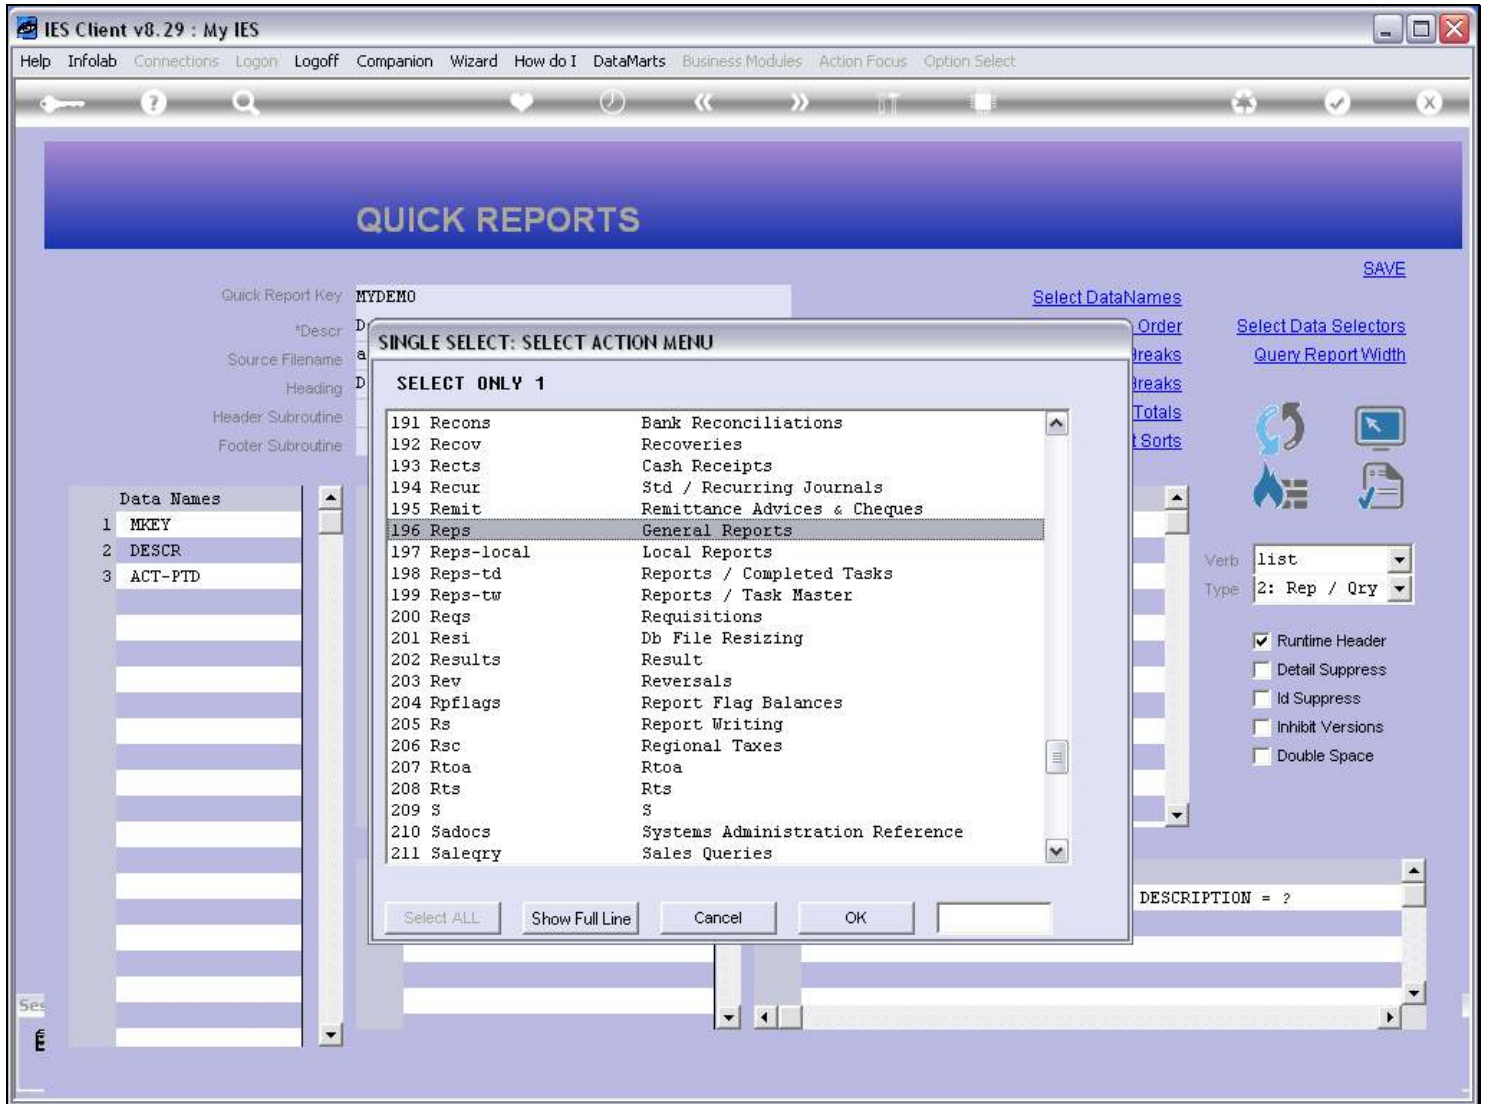 IES Client v8.29 : My IES
Help Infolab Connections Logon Logoff Companion Wizard How do I DataMarts Business Modules Action Focus Option Select
QUICK REPORTS
SAVE
Quick Report Key MYDEMO
Select DataNames
*Descr
Order
Select Data Selectors
Source Filename a
Breaks
Query Report Width
Heading D
Breaks
Header Subroutine
Totals
Footer Subroutine
Sorts
SINGLE SELECT: SELECT ACTION MENU
SELECT ONLY 1
191 Recons Bank Reconciliations
192 Recov Recoveries
193 Rects Cash Receipts
194 Recur Std / Recurring Journals
195 Remit Remittance Advices & Cheques
196 Reps General Reports
197 Reps-local Local Reports
198 Reps-td Reports / Completed Tasks
199 Reps-tw Reports / Task Master
200 Reqs Requisitions
201 Resi Db File Resizing
202 Results Result
203 Rev Reversals
204 Rpflags Report Flag Balances
205 Rs Report Writing
206 Rsc Regional Taxes
207 Rtoa Rtoa
208 Rts Rts
209 S S
210 Sadocs Systems Administration Reference
211 Saleqry Sales Queries
Select ALL Show Full Line Cancel OK
Data Names
1 MKEY
2 DESCR
3 ACT-PTD
Verb list
Type 2: Rep / Qry
Runtime Header
Detail Suppress
Id Suppress
Inhibit Versions
Double Space
DESCRIPTION = ?
Ses